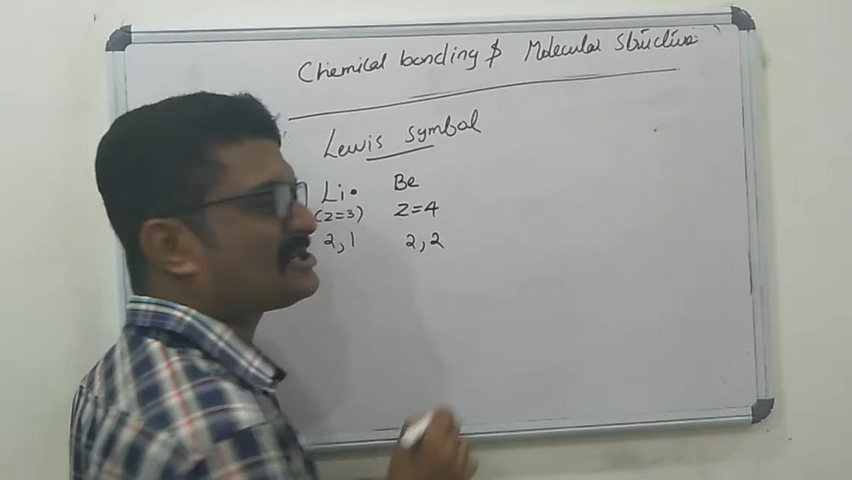 Chemical bonding & Molecular Structure
Lewis symbol
Li• Be
(Z=3) Z=4
2,1 2,2